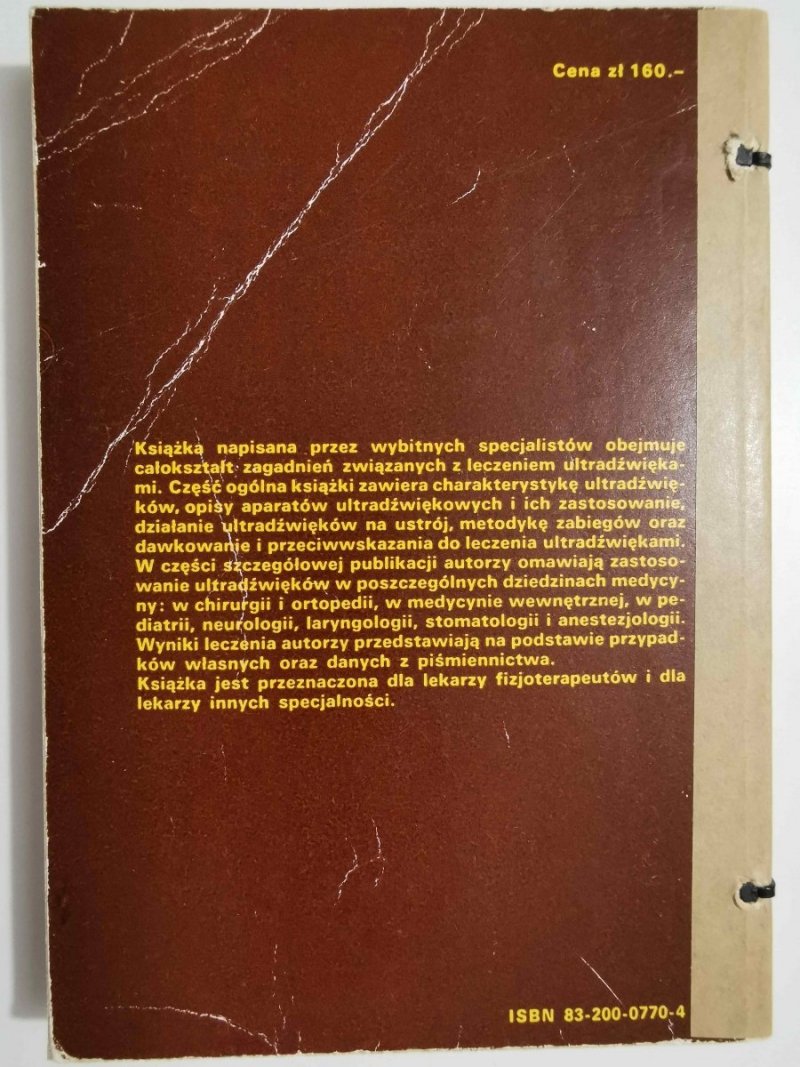 Cena zł 160.–
Książka napisana przez wybitnych specjalistów obejmuje
całokształt zagadnień związanych z leczeniem ultradźwięka-
mi. Część ogólna książki zawiera charakterystykę ultradźwię-
ków, opisy aparatów ultradźwiękowych i ich zastosowanie,
działanie ultradźwięków na ustrój, metodykę zabiegów oraz
dawkowanie i przeciwwskazania do leczenia ultradźwiękami.
W części szczegółowej publikacji autorzy omawiają zastoso-
wanie ultradźwięków w poszczególnych dziedzinach medycy-
ny: w chirurgii i ortopedii, w medycynie wewnętrznej, w pe-
diatrii, neurologii, laryngologii, stomatologii i anestezjologii.
Wyniki leczenia autorzy przedstawiają na podstawie przypad-
ków własnych oraz danych z piśmiennictwa.
Książka jest przeznaczona dla lekarzy fizjoterapeutów i dla
lekarzy innych specjalności.
ISBN 83-200-0770-4